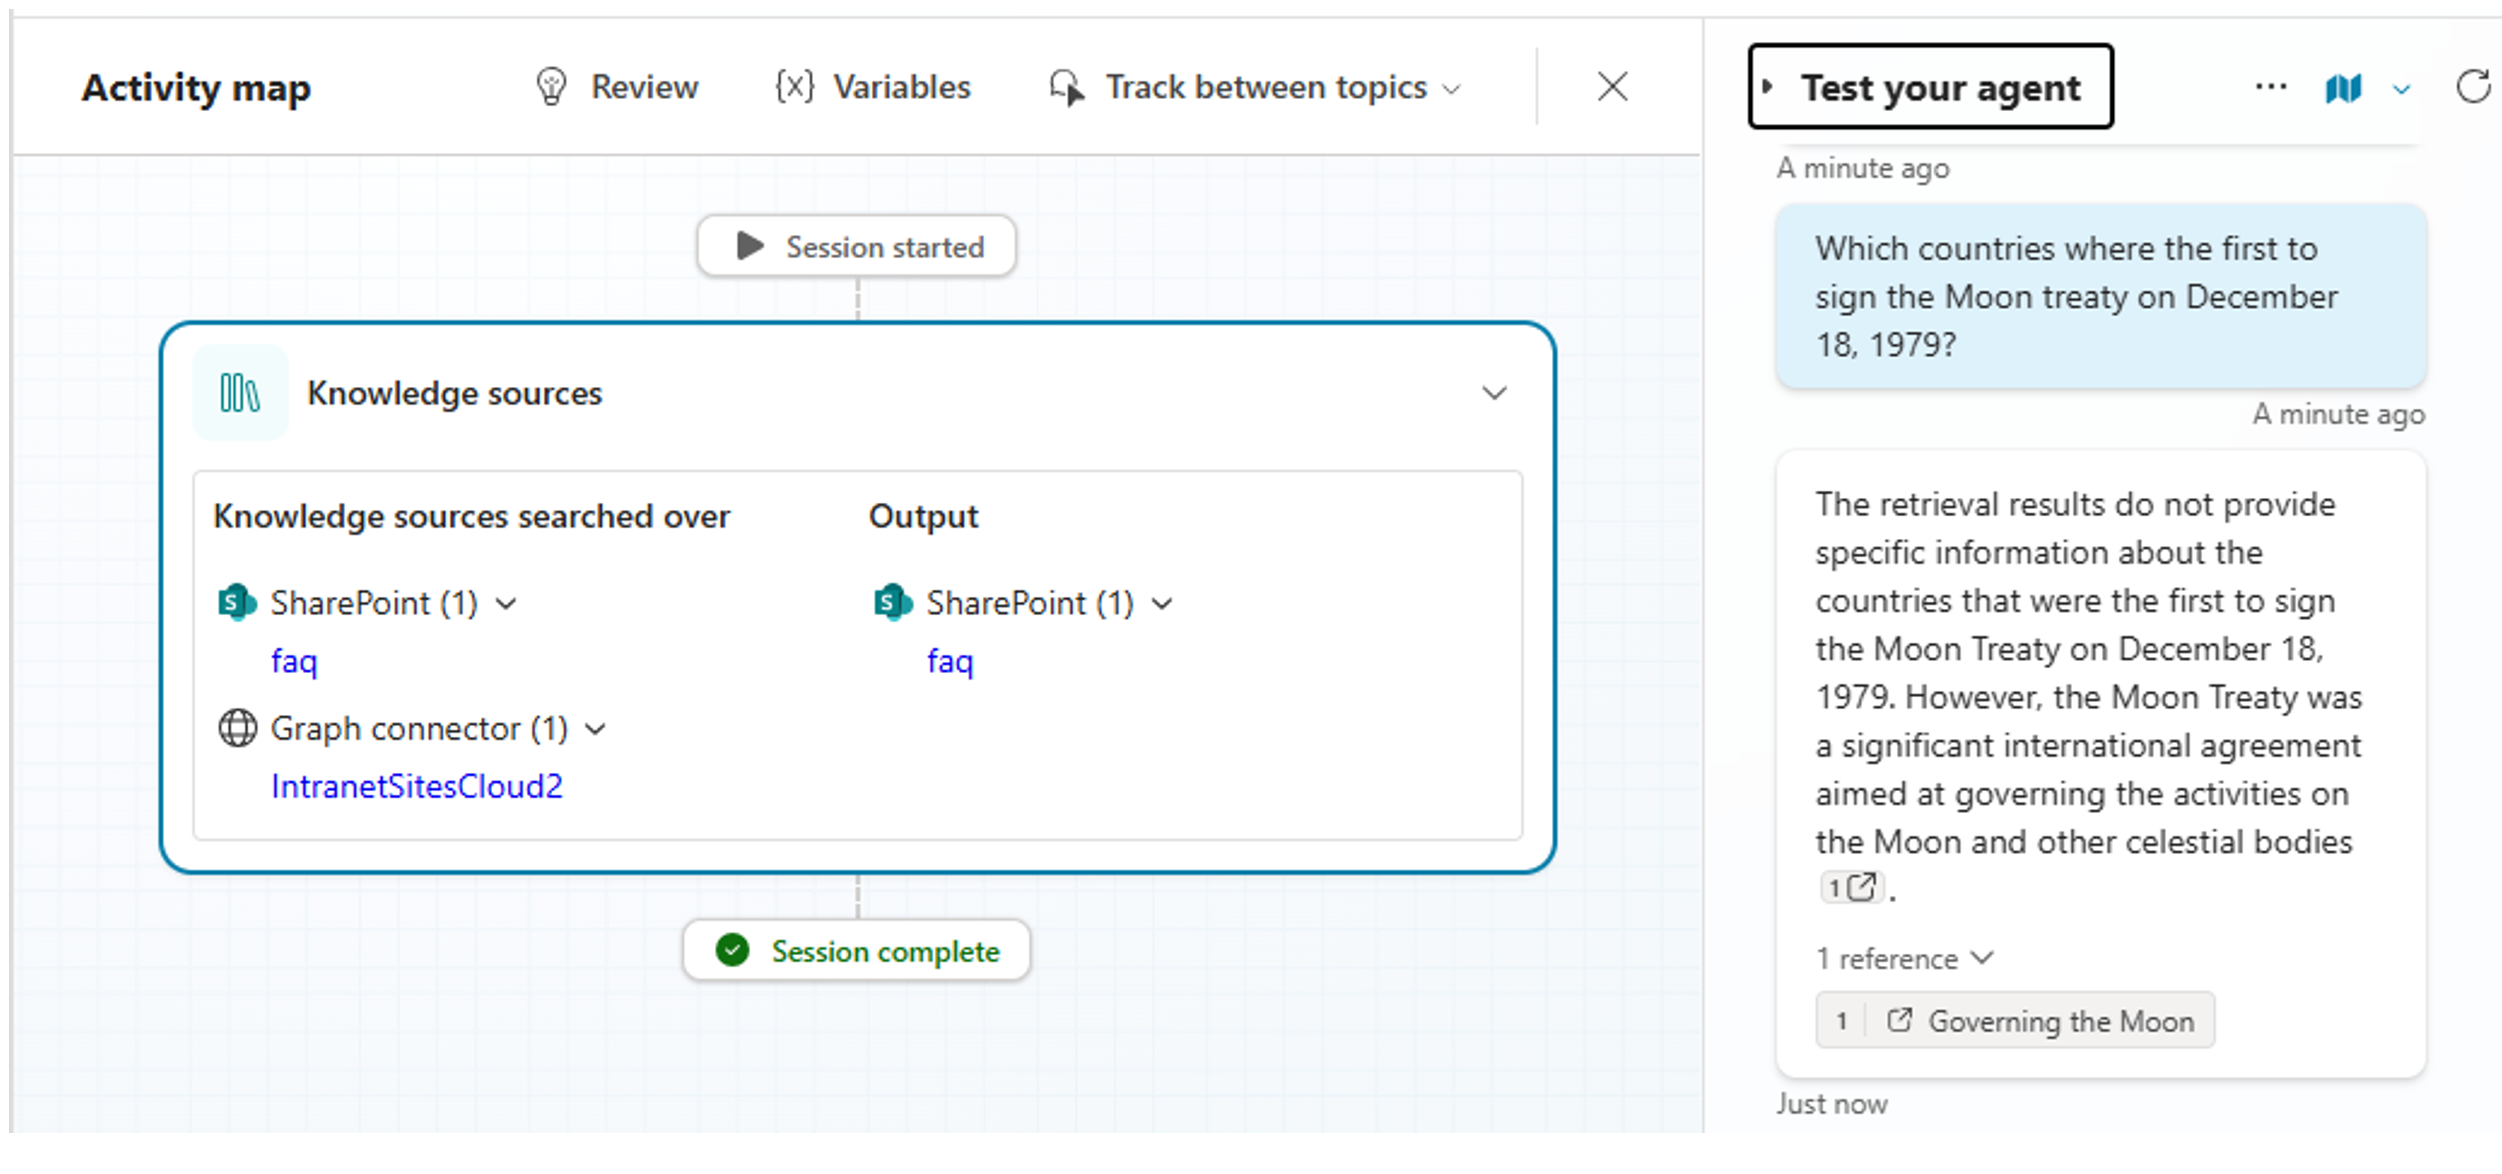 Activity map
Review
{x} Variables
Track between topics
Test your agent
...
Session started
Knowledge sources
Knowledge sources searched over
Output
S SharePoint (1)
faq
S SharePoint (1)
faq
Graph connector (1)
IntranetSitesCloud2
Session complete
A minute ago
Which countries where the first to
sign the Moon treaty on December
18, 1979?
A minute ago
The retrieval results do not provide
specific information about the
countries that were the first to sign
the Moon Treaty on December 18,
1979. However, the Moon Treaty was
a significant international agreement
aimed at governing the activities on
the Moon and other celestial bodies
1 .
1 reference
1 Governing the Moon
Just now